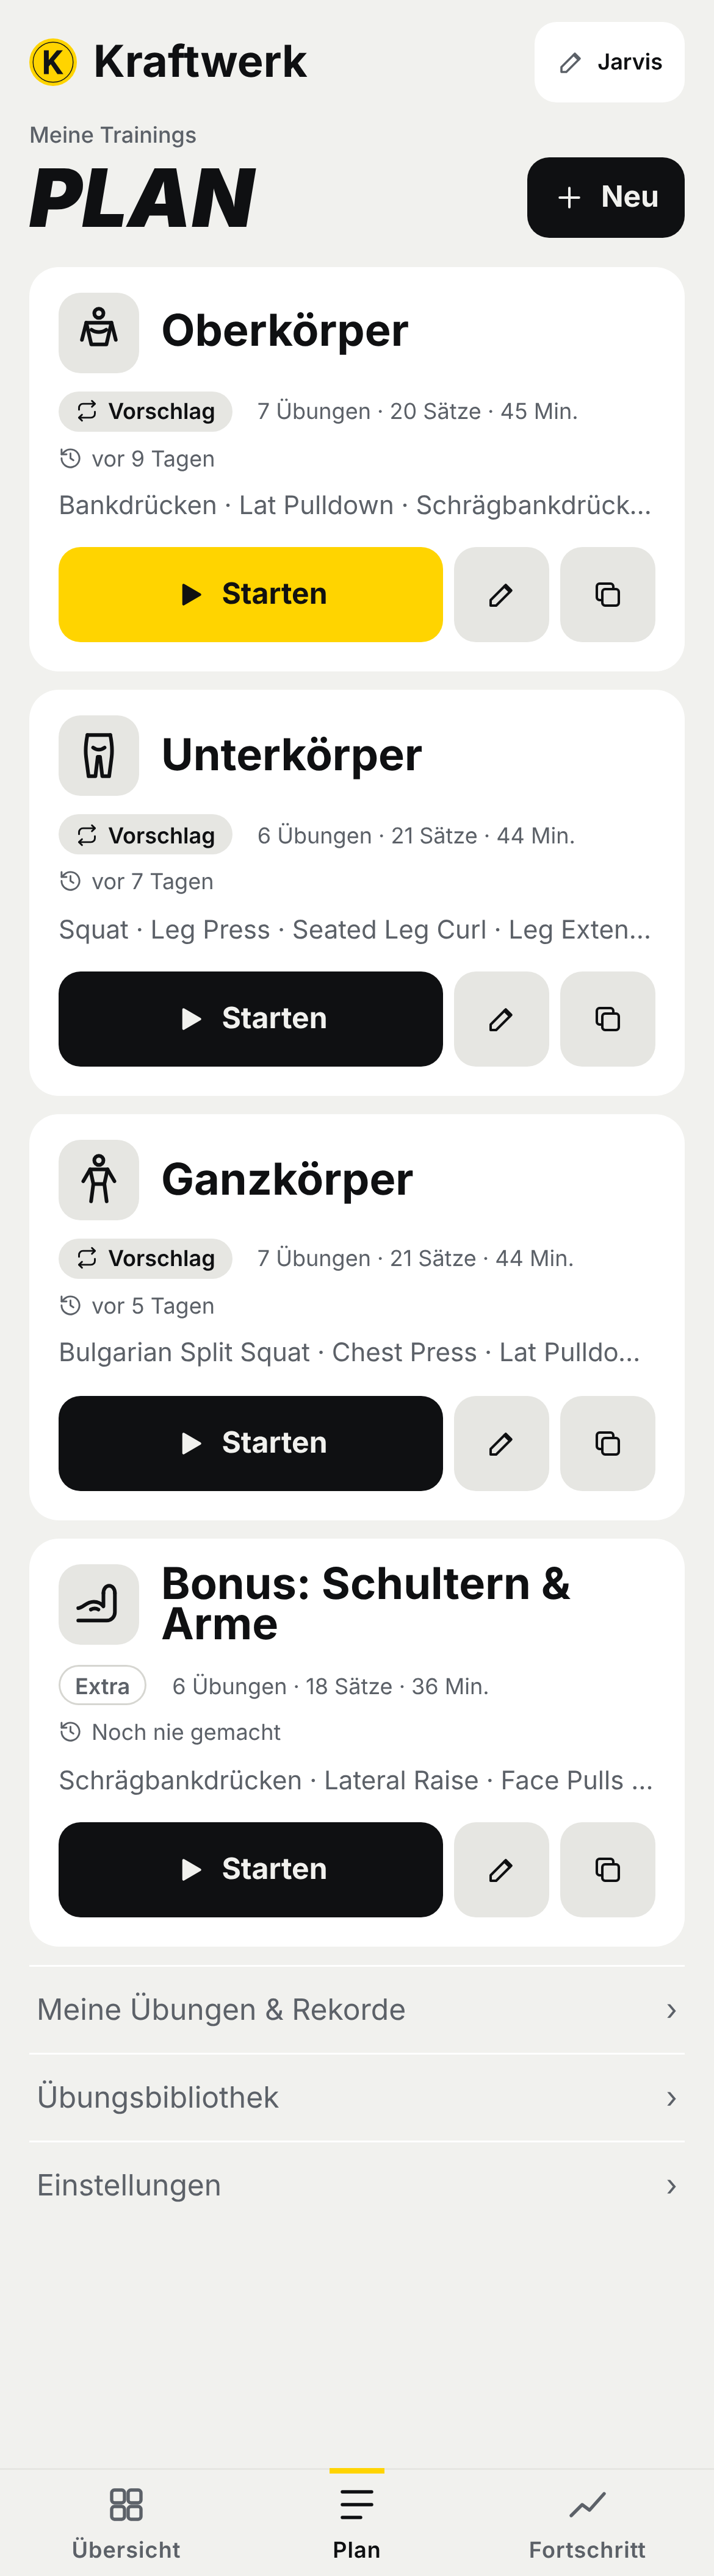 K Kraftwerk
Jarvis
Meine Trainings
PLAN
+ Neu
Oberkörper
Vorschlag 7 Übungen · 20 Sätze · 45 Min.
vor 9 Tagen
Bankdrücken · Lat Pulldown · Schrägbankdrück...
Starten
Unterkörper
Vorschlag 6 Übungen · 21 Sätze · 44 Min.
vor 7 Tagen
Squat · Leg Press · Seated Leg Curl · Leg Exten...
Starten
Ganzkörper
Vorschlag 7 Übungen · 21 Sätze · 44 Min.
vor 5 Tagen
Bulgarian Split Squat · Chest Press · Lat Pulldo...
Starten
Bonus: Schultern &
Arme
Extra 6 Übungen · 18 Sätze · 36 Min.
Noch nie gemacht
Schrägbankdrücken · Lateral Raise · Face Pulls ...
Starten
Meine Übungen & Rekorde ›
Übungsbibliothek ›
Einstellungen ›
Übersicht Plan Fortschritt